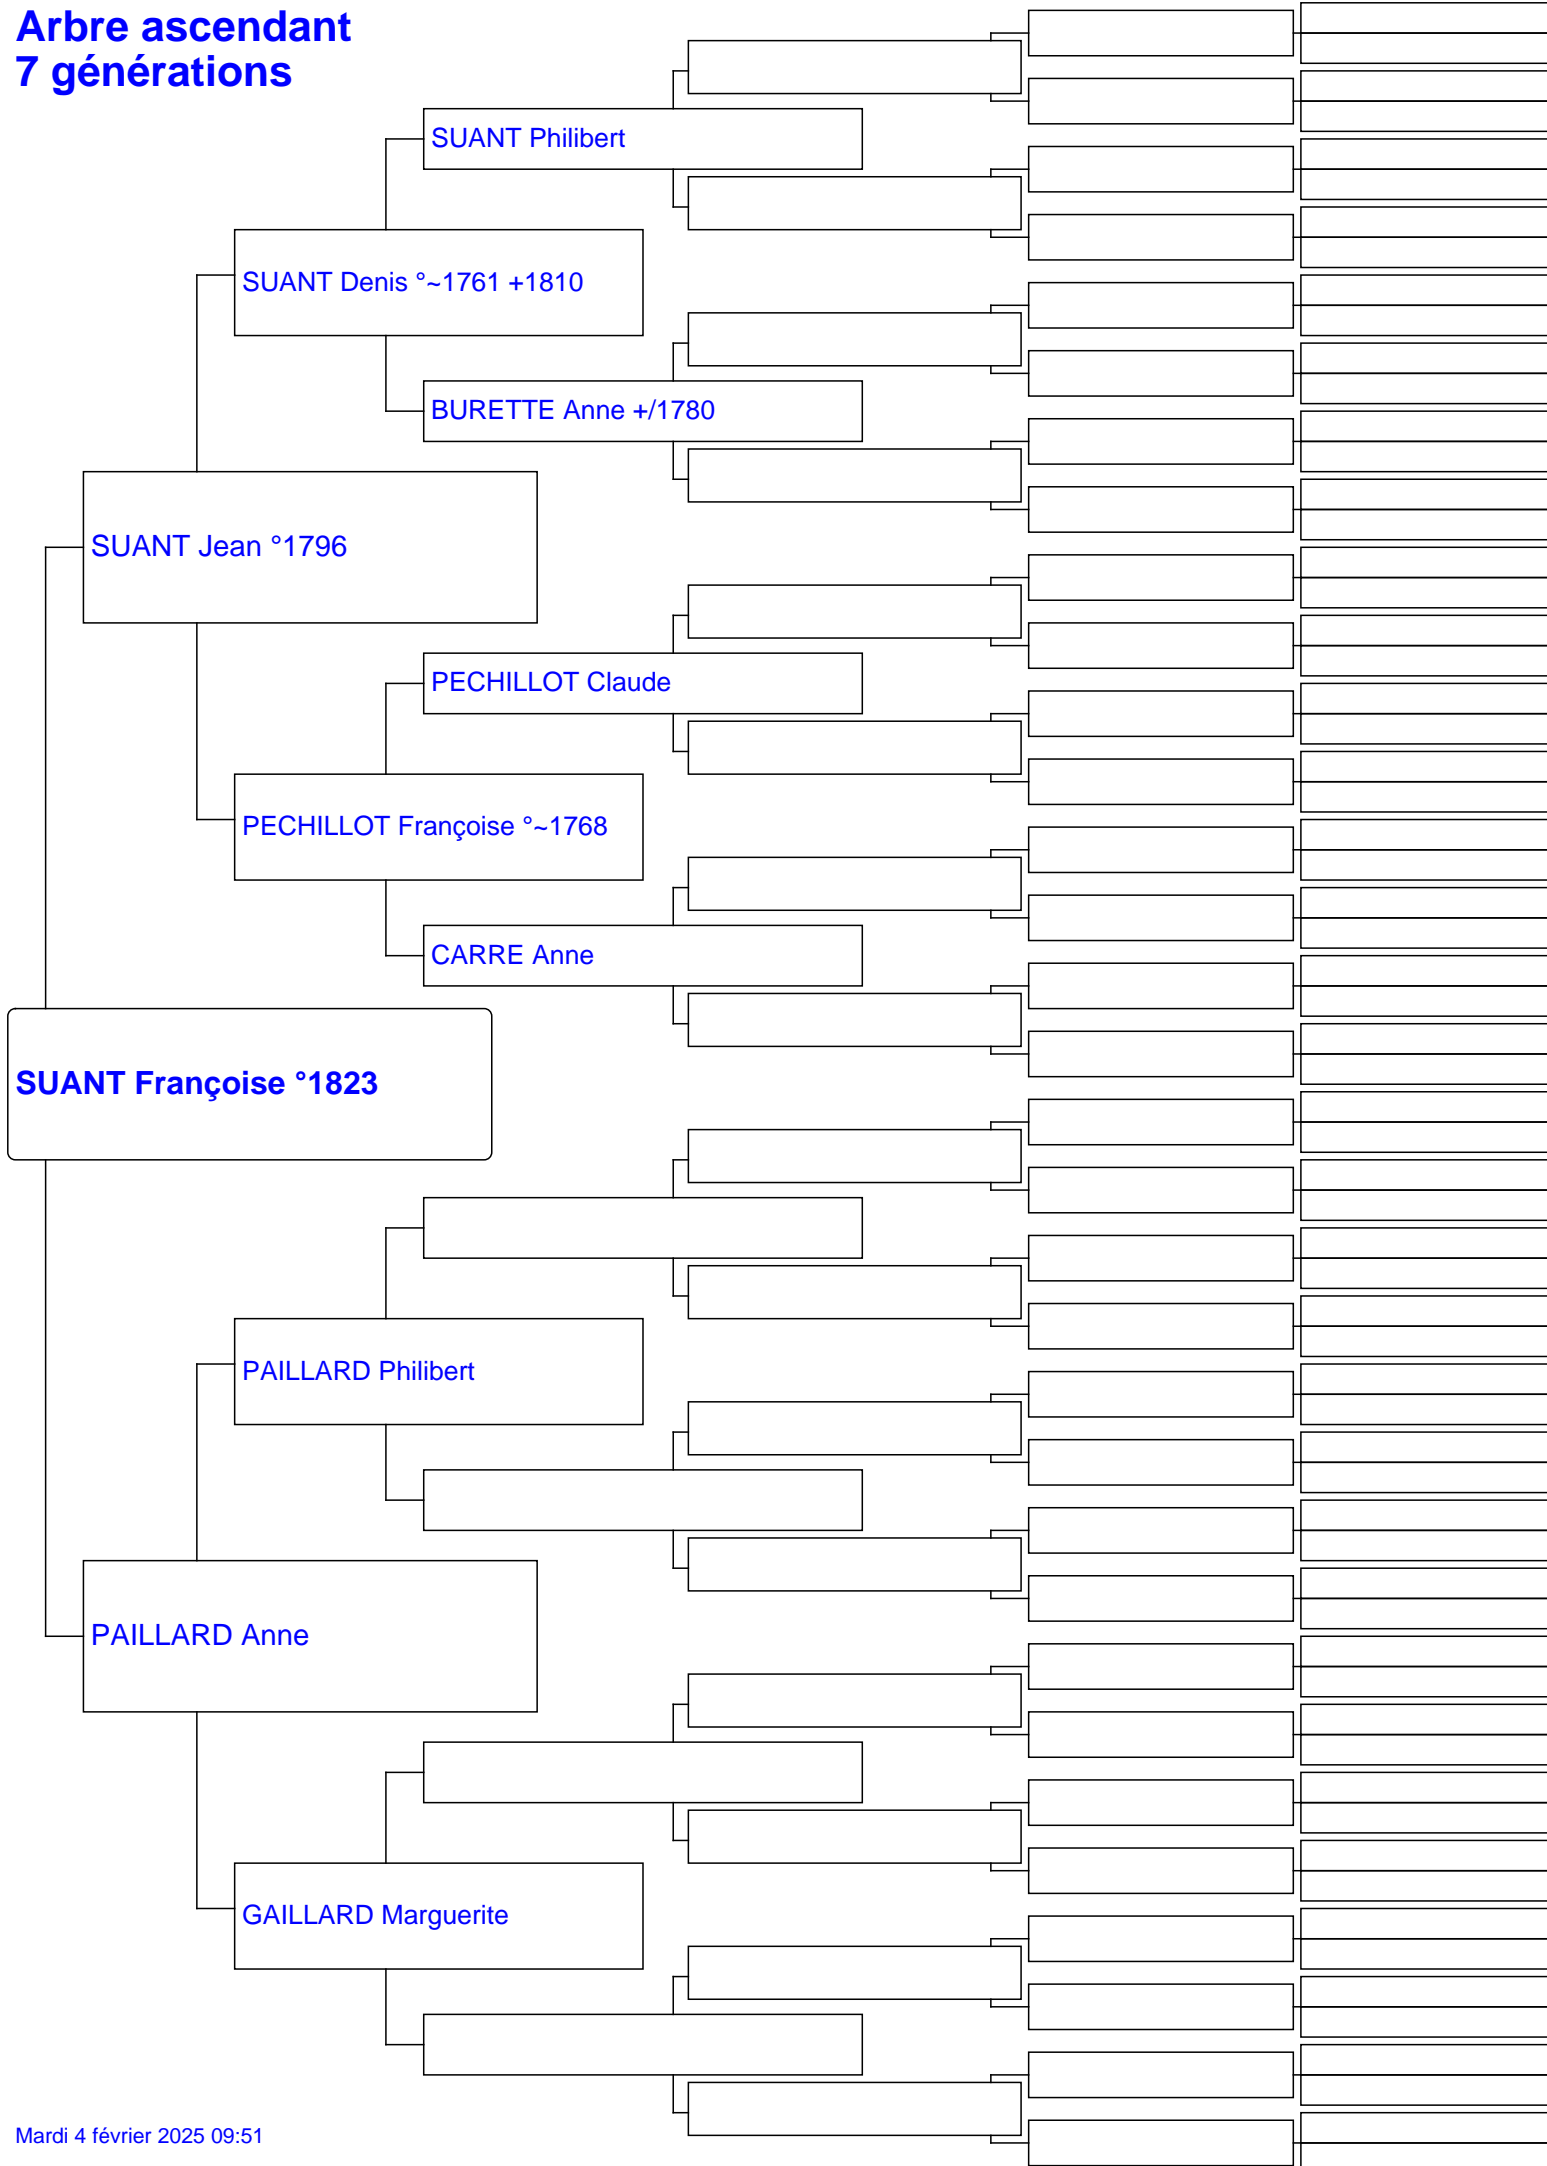 Arbre ascendant
7 générations
SUANT Philibert
SUANT Denis °~1761 +1810
BURETTE Anne +/1780
SUANT Jean °1796
PECHILLOT Claude
PECHILLOT Françoise °~1768
CARRE Anne
SUANT Françoise °1823
PAILLARD Philibert
PAILLARD Anne
GAILLARD Marguerite
Mardi 4 février 2025 09:51